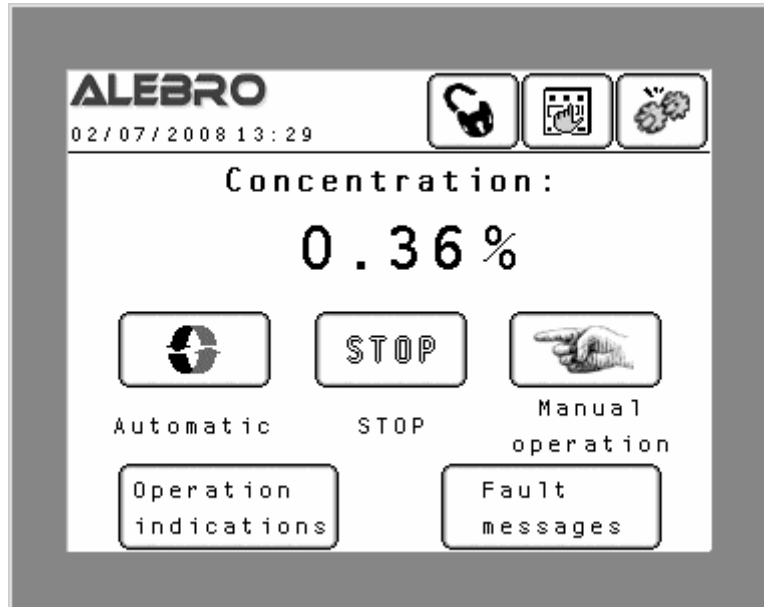 ALEBRO
02/07/2008 13:29
Concentration:
0.36%
STOP
Automatic
STOP
Manual
operation
Operation
indications
Fault
messages